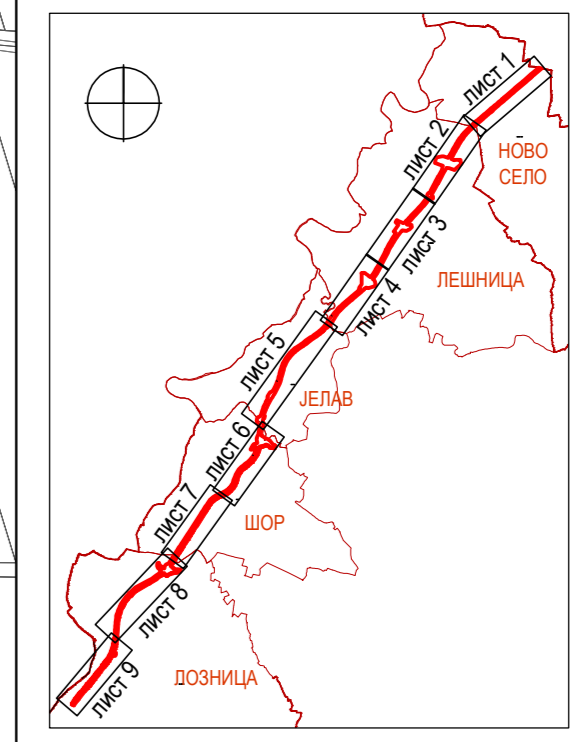 ЛИСТ 1
ЛИСТ 2
НОВО
СЕЛО
ЛИСТ 3
ЛЕШНИЦА
ЛИСТ 4
ЛИСТ 5
ЈЕЛАВ
ЛИСТ 6
ШОР
ЛИСТ 7
ЛИСТ 8
ЛОЗНИЦА
ЛИСТ 9